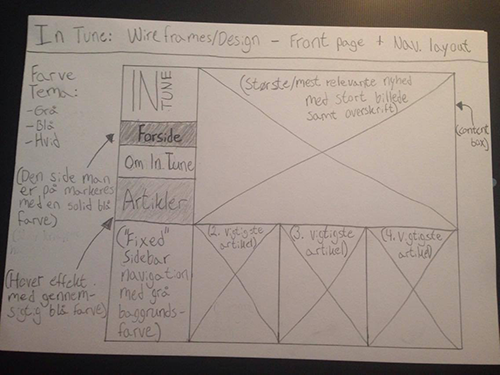 In Tune: Wireframes/Design - Front page + Nav. layout
Farve
Tema:
-Grå
-Blå
-Hvid
(Den side man
er på markeres
med en solid blå
farve)
(Hover effekt
med gennem-
sigtig blå farve)
IN
TUNE
Forside
Om In Tune
Artikler
("Fixed"
Sidebar
navigation
med grå
baggrunds-
farve)
(Største/mest relevante nyhed
med stort billede
samt overskrift)
(content
box)
(2. vigtigste
artikel)
(3. vigtigste
artikel)
(4. vigtigste
artikel)